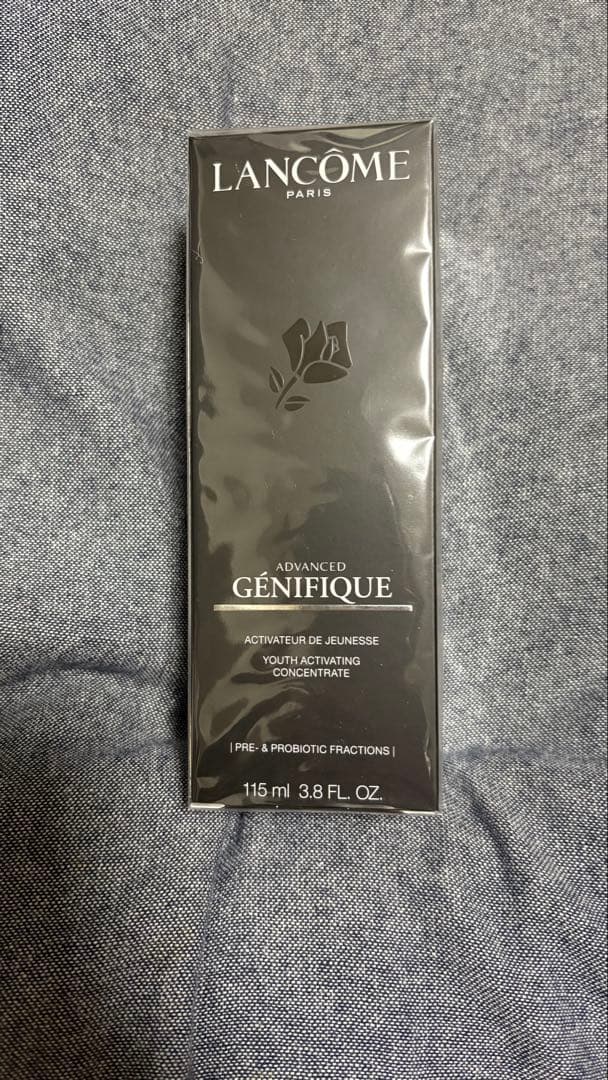 LANCÔME
PARIS
ADVANCED
GÉNIFIQUE
ACTIVATEUR DE JEUNESSE
YOUTH ACTIVATING
CONCENTRATE
| PRE- & PROBIOTIC FRACTIONS |
115 ml 3.8 FL. OZ.